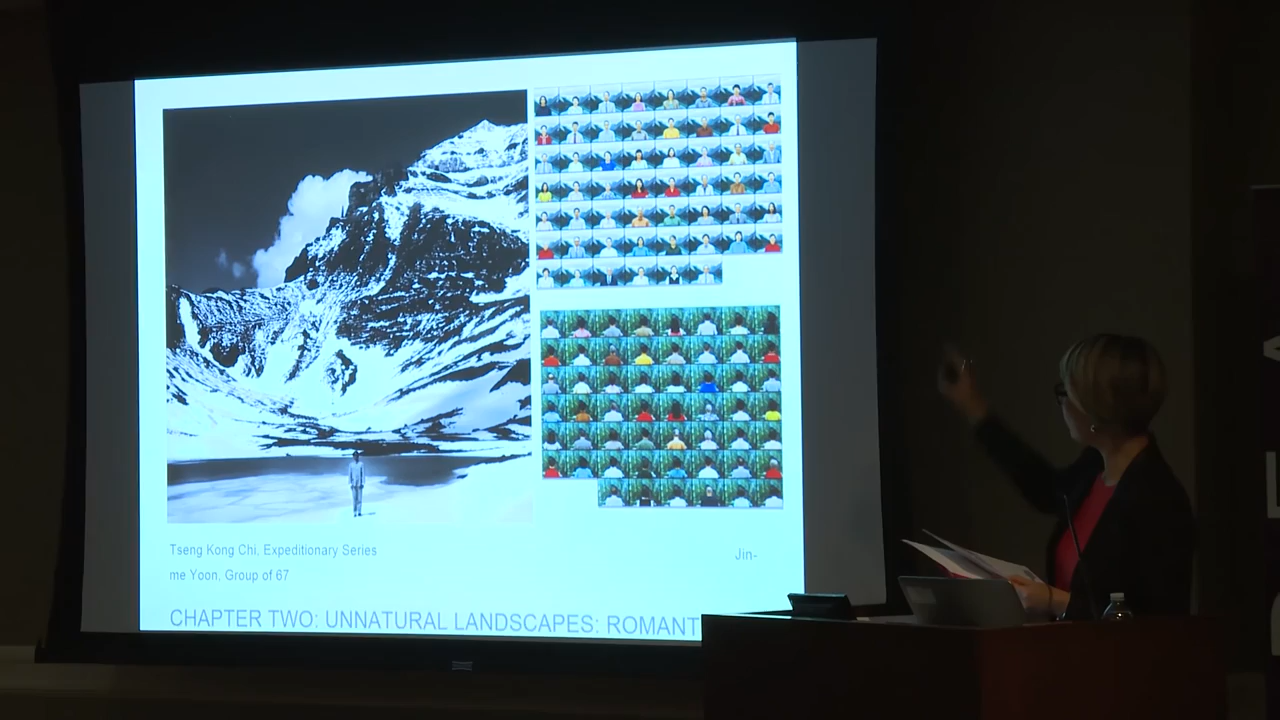 Tseng Kong Chi, Expeditionary Series
Jin-
me Yoon, Group of 67
CHAPTER TWO: UNNATURAL LANDSCAPES: ROMANT